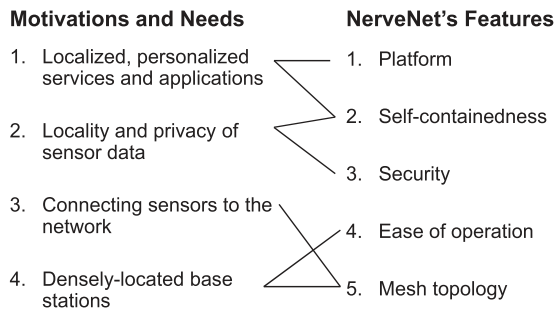 Motivations and Needs
1. Localized, personalized
services and applications
2. Locality and privacy of
sensor data
3. Connecting sensors to the
network
4. Densely-located base
stations
NerveNet's Features
1. Platform
2. Self-containedness
3. Security
4. Ease of operation
5. Mesh topology